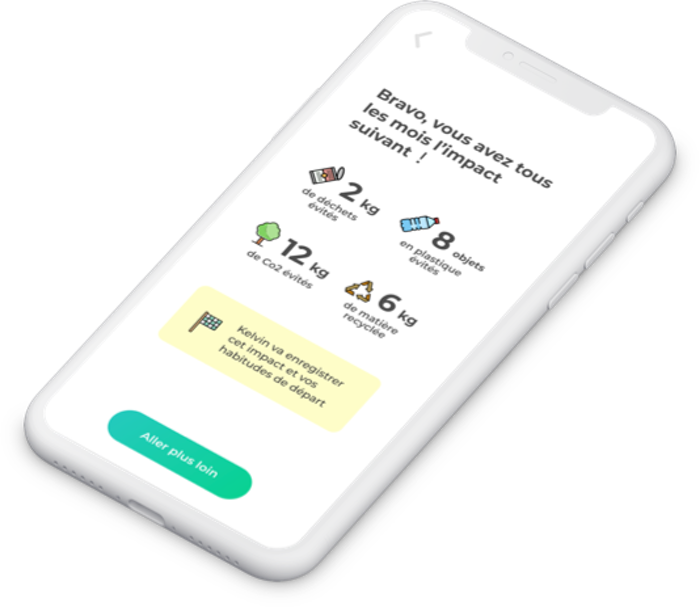 Bravo, vous avez tous
les mois l'impact
suivant !
2 kg
de déchets
évités
8 objets
en plastique
évités
12 kg
de Co2 évités
6 kg
de matière
recyclée
Kelvin va enregistrer
cet impact et vos
habitudes de départ
Aller plus loin